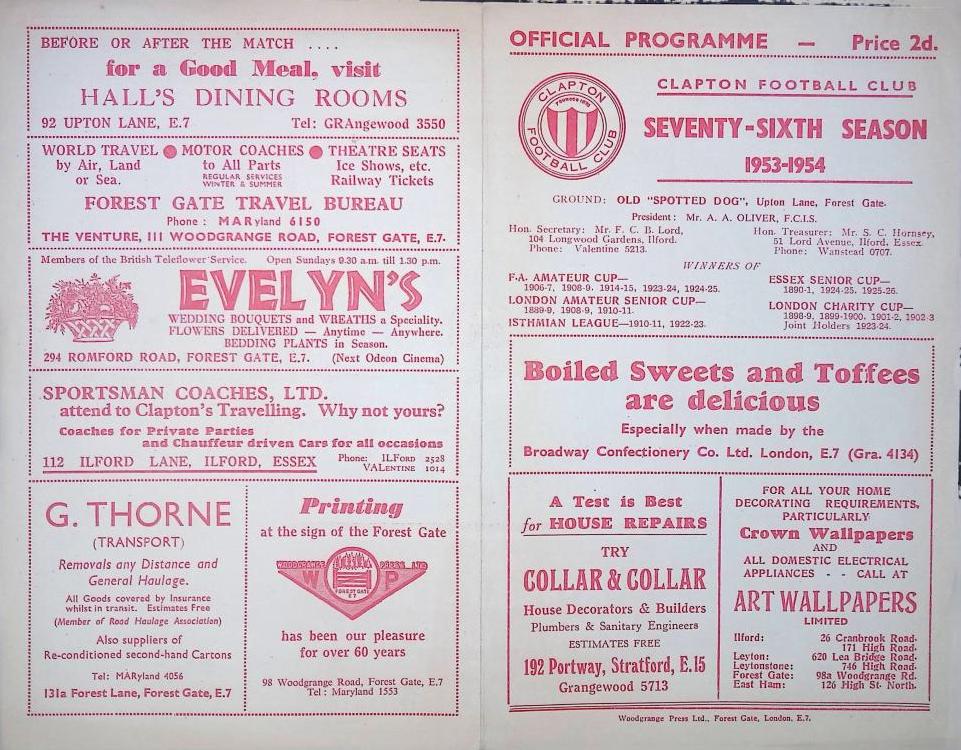 BEFORE OR AFTER THE MATCH ....
for a Good Meal, visit
HALL'S DINING ROOMS
92 UPTON LANE, E.7 Tel: GRAngewood 3550
WORLD TRAVEL ● MOTOR COACHES ● THEATRE SEATS
by Air, Land to All Parts Ice Shows, etc.
or Sea. REGULAR SERVICES Railway Tickets
WINTER & SUMMER
FOREST GATE TRAVEL BUREAU
Phone : MARyland 6150
THE VENTURE, 111 WOODGRANGE ROAD, FOREST GATE, E.7.
Members of the British Teleflower Service. Open Sundays 9.30 a.m. till 1.30 p.m.
EVELYN'S
WEDDING BOUQUETS and WREATHS a Speciality.
FLOWERS DELIVERED — Anytime — Anywhere.
BEDDING PLANTS in Season.
294 ROMFORD ROAD, FOREST GATE, E.7. (Next Odeon Cinema)
SPORTSMAN COACHES, LTD.
attend to Clapton's Travelling. Why not yours?
Coaches for Private Parties
and Chauffeur driven Cars for all occasions
112 ILFORD LANE, ILFORD, ESSEX Phone: ILFord 2528
VALentine 1014
G. THORNE
(TRANSPORT)
Removals any Distance and
General Haulage.
All Goods covered by Insurance
whilst in transit. Estimates Free
(Member of Road Haulage Association)
Also suppliers of
Re-conditioned second-hand Cartons
Tel: MARyland 4056
131a Forest Lane, Forest Gate, E.7
Printing
at the sign of the Forest Gate
WOODGRANGE PRESS LTD
W P
FOREST GATE
E7
has been our pleasure
for over 60 years
98 Woodgrange Road, Forest Gate, E.7
Tel : Maryland 1553
OFFICIAL PROGRAMME — Price 2d.
CLAPTON
FOUNDED 1878
FOOTBALL CLUB
CLAPTON FOOTBALL CLUB
SEVENTY-SIXTH SEASON
1953-1954
GROUND: OLD "SPOTTED DOG", Upton Lane, Forest Gate.
President: Mr. A. A. OLIVER, F.C.I.S.
Hon. Secretary: Mr. F. C. B. Lord,
104 Longwood Gardens, Ilford.
Phone: Valentine 5213.
Hon. Treasurer: Mr. S. C. Hornsey,
51 Lord Avenue, Ilford, Essex.
Phone: Wanstead 0707.
WINNERS OF
F.A. AMATEUR CUP—
1906-7, 1908-9. 1914-15, 1923-24, 1924-25.
LONDON AMATEUR SENIOR CUP—
1889-9, 1908-9, 1910-11.
ISTHMIAN LEAGUE—1910-11, 1922-23.
ESSEX SENIOR CUP—
1890-1, 1924-25. 1925-26.
LONDON CHARITY CUP—
1898-9, 1899-1900. 1901-2, 1902-3
Joint Holders 1923-24.
Boiled Sweets and Toffees
are delicious
Especially when made by the
Broadway Confectionery Co. Ltd. London, E.7 (Gra. 4134)
A Test is Best
for HOUSE REPAIRS
TRY
COLLAR & COLLAR
House Decorators & Builders
Plumbers & Sanitary Engineers
ESTIMATES FREE
192 Portway, Stratford, E.15
Grangewood 5713
FOR ALL YOUR HOME
DECORATING REQUIREMENTS,
PARTICULARLY
Crown Wallpapers
AND
ALL DOMESTIC ELECTRICAL
APPLIANCES - - CALL AT
ART WALLPAPERS
LIMITED
Ilford: 26 Cranbrook Road.
171 High Road.
Leyton: 620 Lea Bridge Road.
Leytonstone: 746 High Road.
Forest Gate: 98a Woodgrange Rd.
East Ham: 126 High St. North.
Woodgrange Press Ltd., Forest Gate, London, E.7.